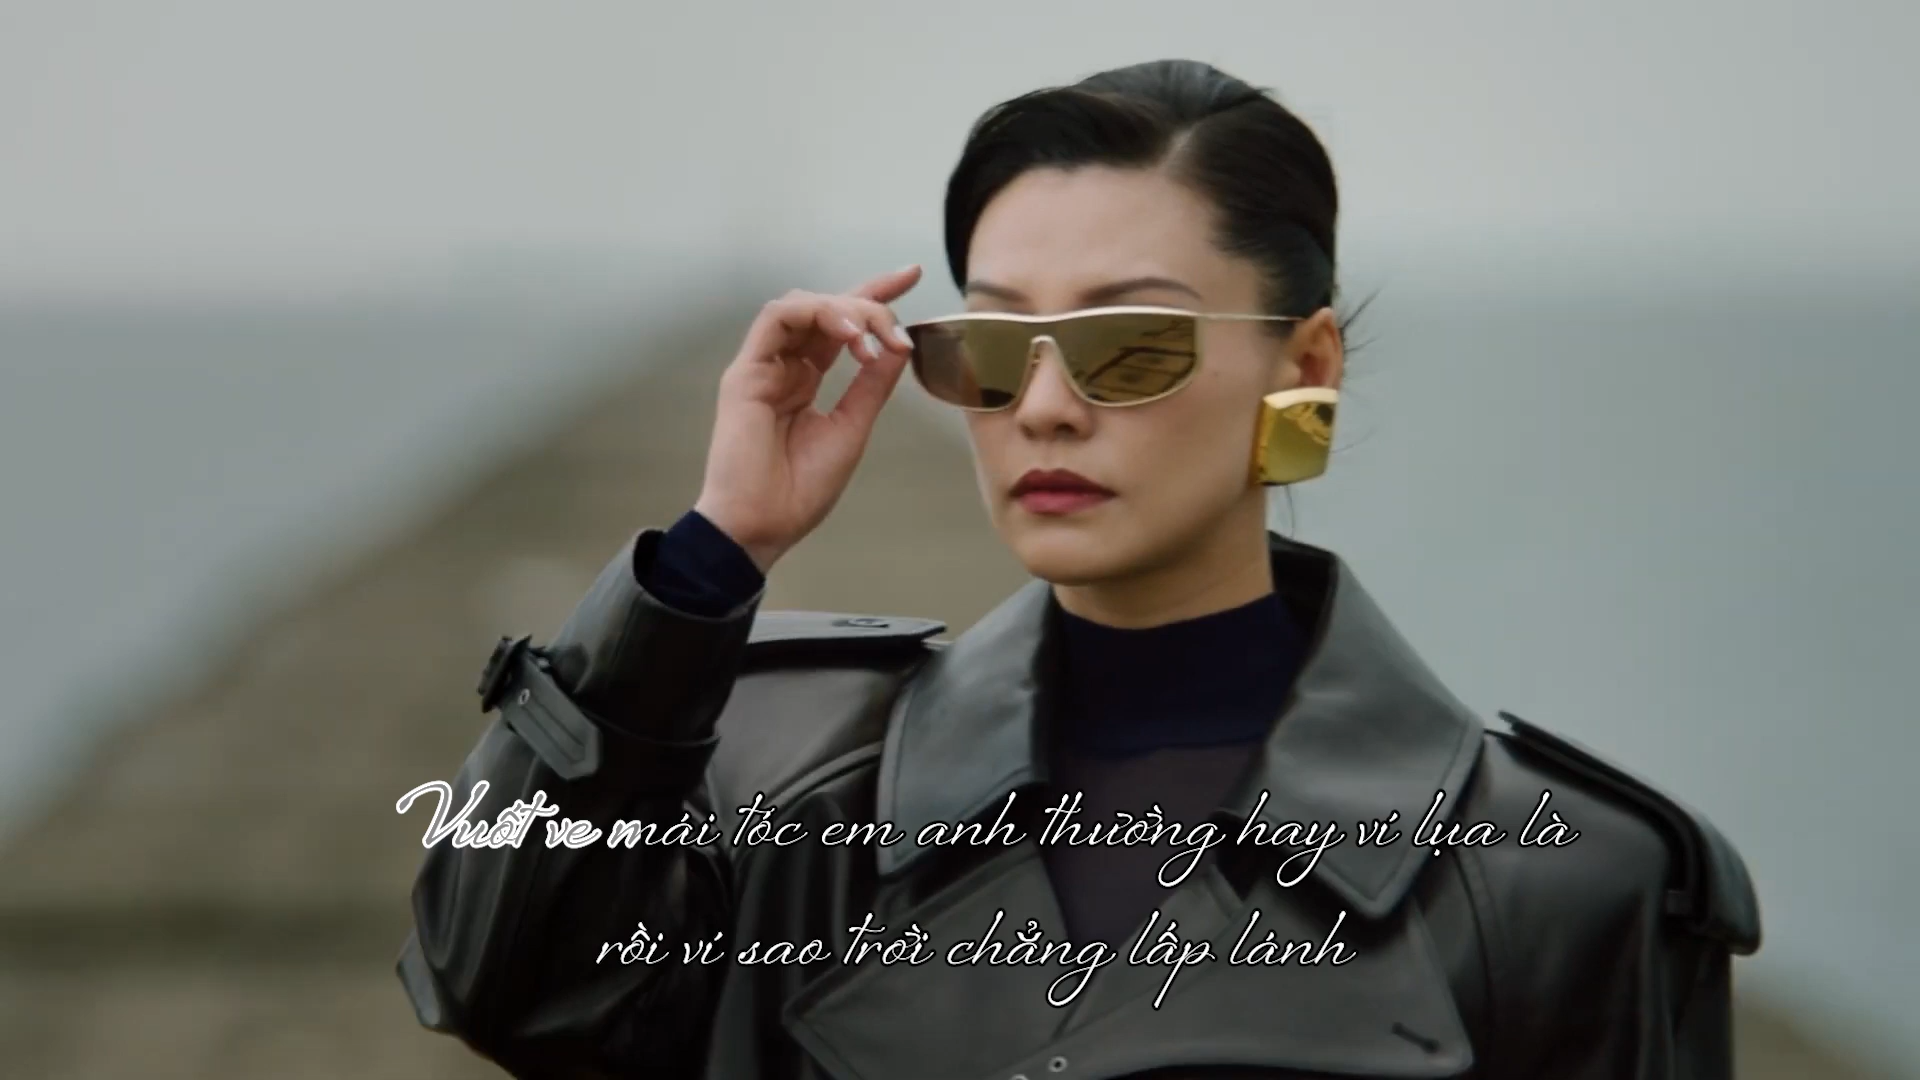 Vuốt ve mái tóc em anh thường hay ví lụa là
rồi ví sao trời chẳng lấp lánh